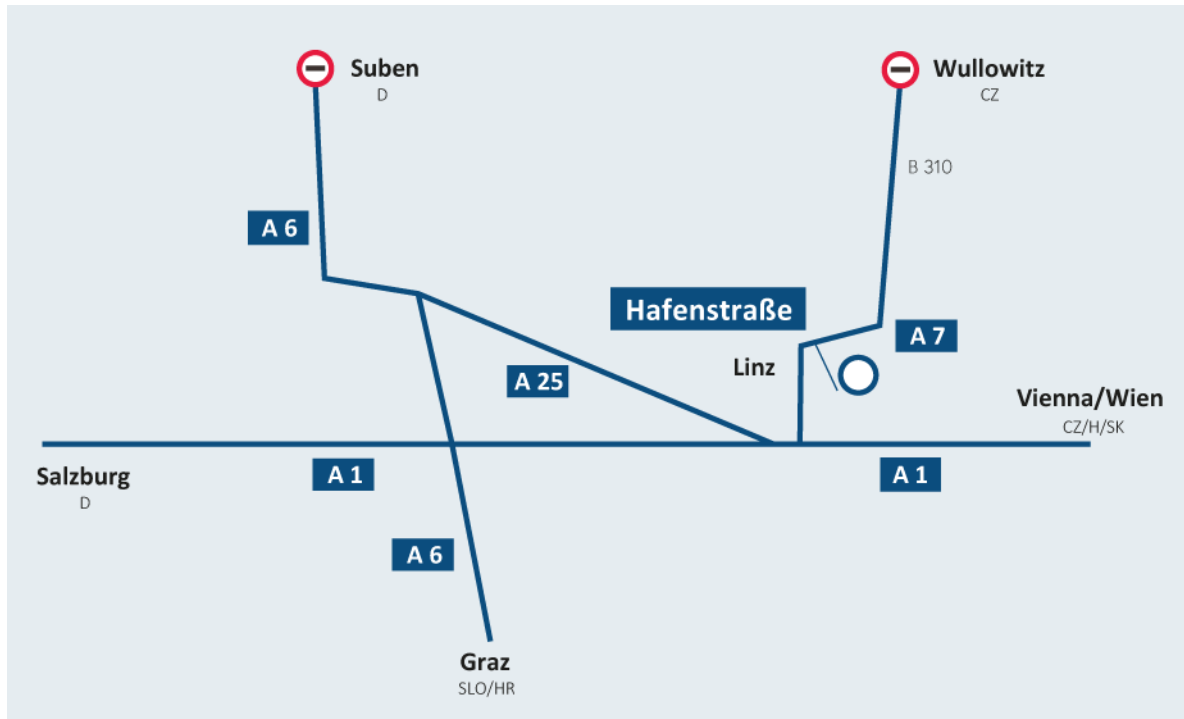 Suben
D
Wullowitz
CZ
B 310
A 6
Hafenstraße
A 7
Linz
A 25
Vienna/Wien
CZ/H/SK
Salzburg
D
A 1
A 1
A 6
Graz
SLO/HR